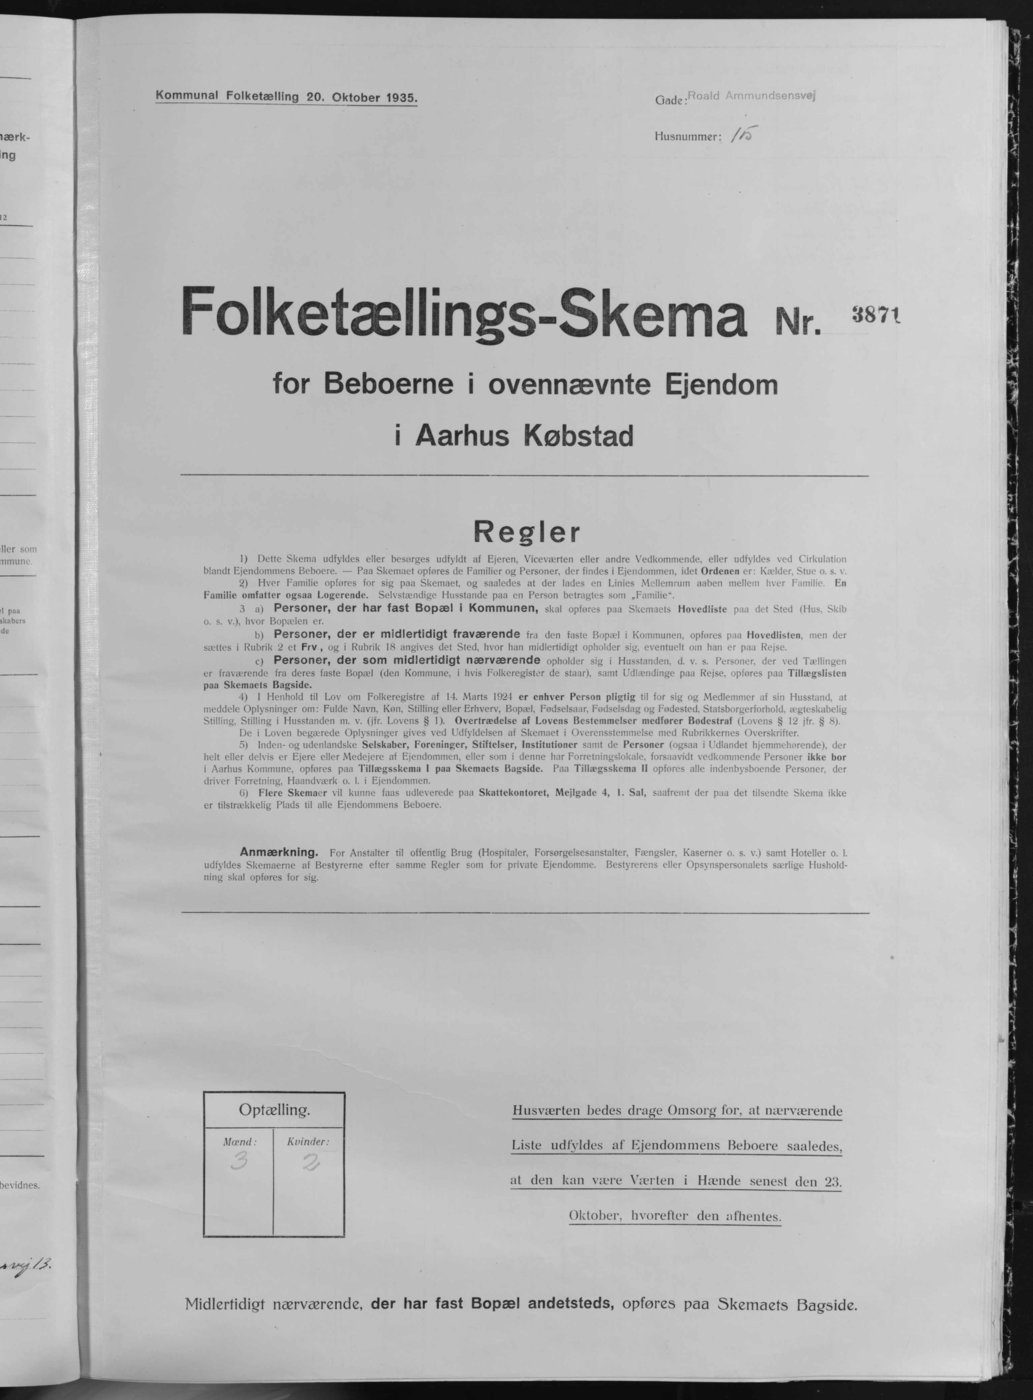 Kommunal Folketælling 20. Oktober 1935.
Gade: Roald Ammundsensvej
Husnummer: 15
Folketællings-Skema Nr. 3871
for Beboerne i ovennævnte Ejendom
i Aarhus Købstad
Regler
1) Dette Skema udfyldes eller besørges udfyldt af Ejeren, Viceværten eller andre Vedkommende, eller udfyldes ved Cirkulation
blandt Ejendommens Beboere. — Paa Skemaet opføres de Familier og Personer, der findes i Ejendommen, idet Ordenen er: Kælder, Stue o. s. v.
2) Hver Familie opføres for sig paa Skemaet, og saaledes at der lades en Linies Mellemrum aaben mellem hver Familie. En
Familie omfatter ogsaa Logerende. Selvstændige Husstande paa en Person betragtes som „Familie“.
3 a) Personer, der har fast Bopæl i Kommunen, skal opføres paa Skemaets Hovedliste paa det Sted (Hus, Skib
o. s. v.), hvor Bopælen er.
b) Personer, der er midlertidigt fraværende fra den faste Bopæl i Kommunen, opføres paa Hovedlisten, men der
sættes i Rubrik 2 et Frv., og i Rubrik 18 angives det Sted, hvor han midlertidigt opholder sig, eventuelt om han er paa Rejse.
c) Personer, der som midlertidigt nærværende opholder sig i Husstanden, d. v. s. Personer, der ved Tællingen
er fraværende fra deres faste Bopæl (den Kommune, i hvis Folkeregister de staar), samt Udlændinge paa Rejse, opføres paa Tillægslisten
paa Skemaets Bagside.
4) I Henhold til Lov om Folkeregistre af 14. Marts 1924 er enhver Person pligtig til for sig og Medlemmer af sin Husstand, at
meddele Oplysninger om: Fulde Navn, Køn, Stilling eller Erhverv, Bopæl, Fødselsaar, Fødselsdag og Fødested, Statsborgerforhold, ægteskabelig
Stilling, Stilling i Husstanden m. v. (jfr. Lovens § 1). Overtrædelse af Lovens Bestemmelser medfører Bødestraf (Lovens § 12 jfr. § 8).
De i Loven begærede Oplysninger gives ved Udfyldelsen af Skemaet i Overensstemmelse med Rubrikkernes Overskrifter.
5) Inden- og udenlandske Selskaber, Foreninger, Stiftelser, Institutioner samt de Personer (ogsaa i Udlandet hjemmehørende), der
helt eller delvis er Ejere eller Medejere af Ejendommen, eller som i denne har Forretningslokale, forsaavidt vedkommende Personer ikke bor
i Aarhus Kommune, opføres paa Tillægsskema I paa Skemaets Bagside. Paa Tillægsskema II opføres alle indenbysboende Personer, der
driver Forretning, Haandværk o. l. i Ejendommen.
6) Flere Skemaer vil kunne faas udleverede paa Skattekontoret, Mejlgade 4, 1. Sal, saafremt der paa det tilsendte Skema ikke
er tilstrækkelig Plads til alle Ejendommens Beboere.
Anmærkning. For Anstalter til offentlig Brug (Hospitaler, Forsørgelsesanstalter, Fængsler, Kaserner o. s. v.) samt Hoteller o. l.
udfyldes Skemaerne af Bestyrerne efter samme Regler som for private Ejendomme. Bestyrerens eller Opsynspersonalets særlige Hushold-
ning skal opføres for sig.
Optælling.
Mænd: Kvinder:
3 2
Husværten bedes drage Omsorg for, at nærværende
Liste udfyldes af Ejendommens Beboere saaledes,
at den kan være Værten i Hænde senest den 23.
Oktober, hvorefter den afhentes.
Midlertidigt nærværende, der har fast Bopæl andetsteds, opføres paa Skemaets Bagside.